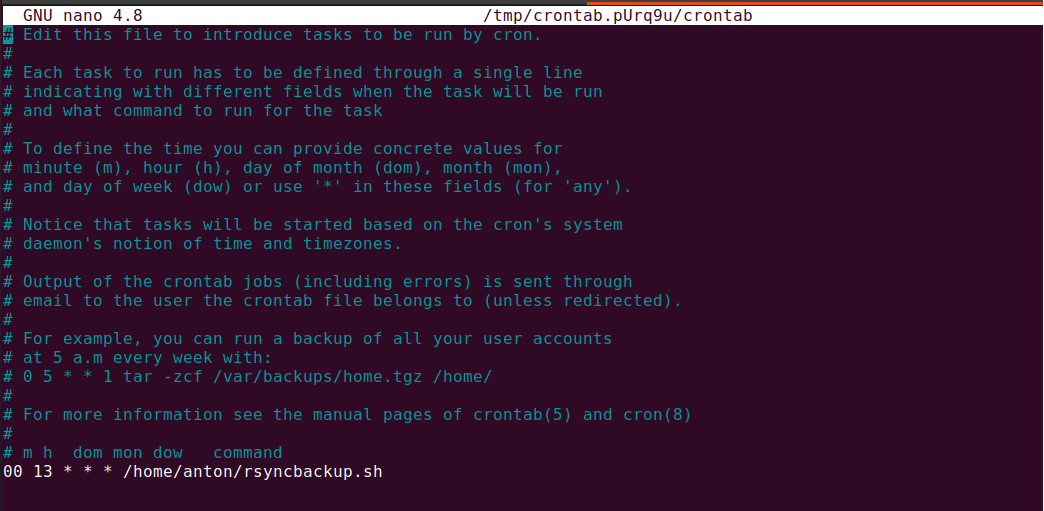 GNU nano 4.8 /tmp/crontab.pUrq9u/crontab
# Edit this file to introduce tasks to be run by cron.
#
# Each task to run has to be defined through a single line
# indicating with different fields when the task will be run
# and what command to run for the task
#
# To define the time you can provide concrete values for
# minute (m), hour (h), day of month (dom), month (mon),
# and day of week (dow) or use '*' in these fields (for 'any').
#
# Notice that tasks will be started based on the cron's system
# daemon's notion of time and timezones.
#
# Output of the crontab jobs (including errors) is sent through
# email to the user the crontab file belongs to (unless redirected).
#
# For example, you can run a backup of all your user accounts
# at 5 a.m every week with:
# 0 5 * * 1 tar -zcf /var/backups/home.tgz /home/
#
# For more information see the manual pages of crontab(5) and cron(8)
#
# m h  dom mon dow   command
00 13 * * * /home/anton/rsyncbackup.sh